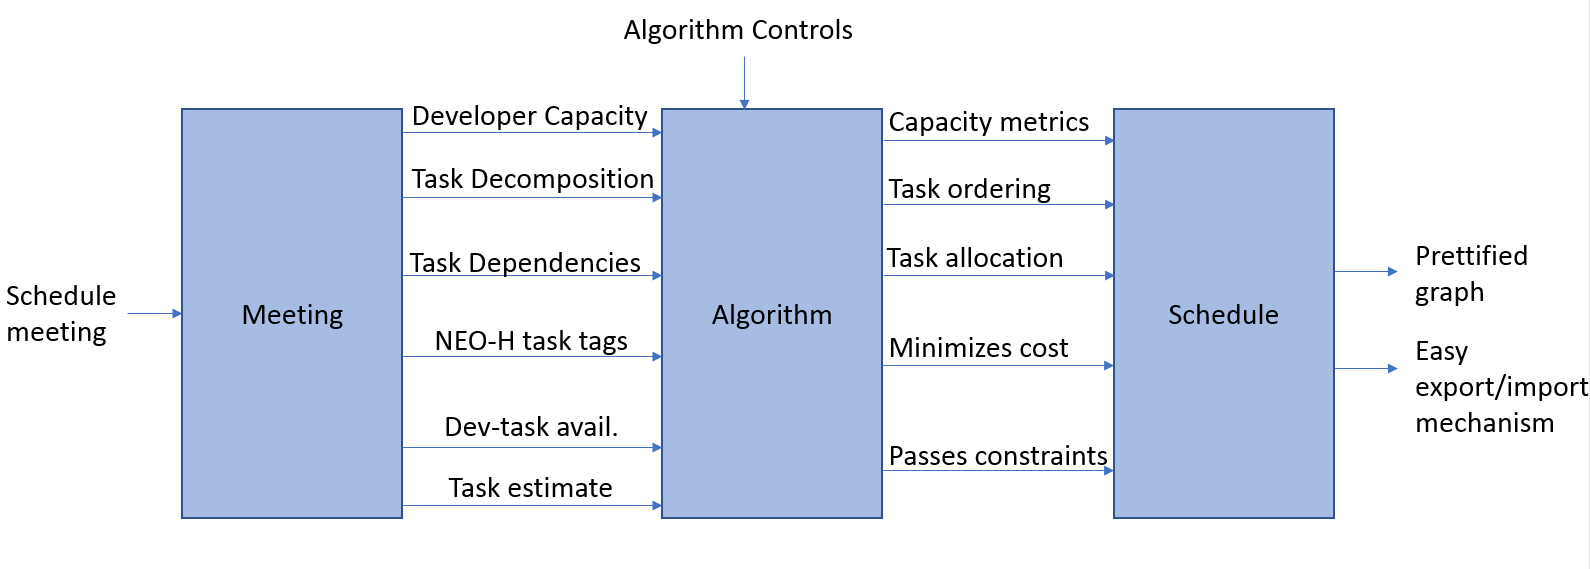 Algorithm Controls
Schedule
meeting
Meeting
Developer Capacity
Task Decomposition
Task Dependencies
NEO-H task tags
Dev-task avail.
Task estimate
Algorithm
Capacity metrics
Task ordering
Task allocation
Minimizes cost
Passes constraints
Schedule
Prettified
graph
Easy
export/import
mechanism